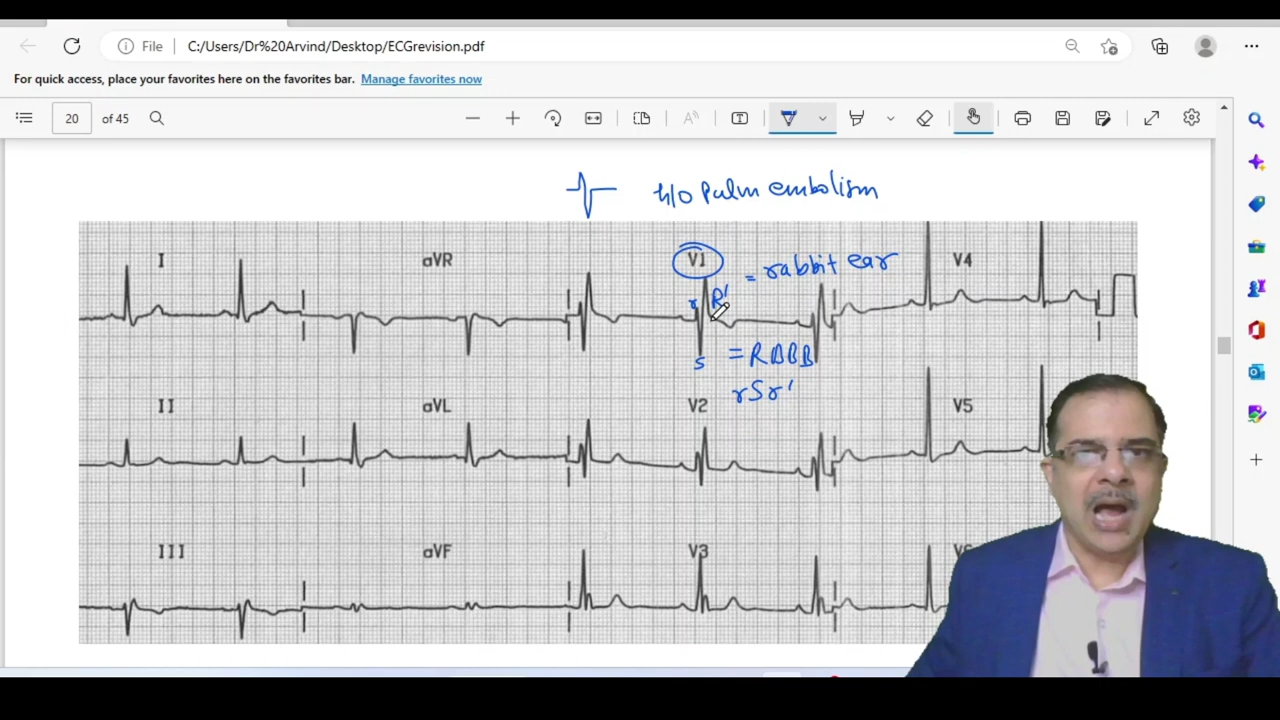 File C:/Users/Dr%20Arvind/Desktop/ECGrevision.pdf
For quick access, place your favorites here on the favorites bar. Manage favorites now
20 of 45
H/O Pulm embolism
I aVR V1 = rabbit ear V4
r R'
s = RBBB
rSr'
II aVL V2 V5
III aVF V3